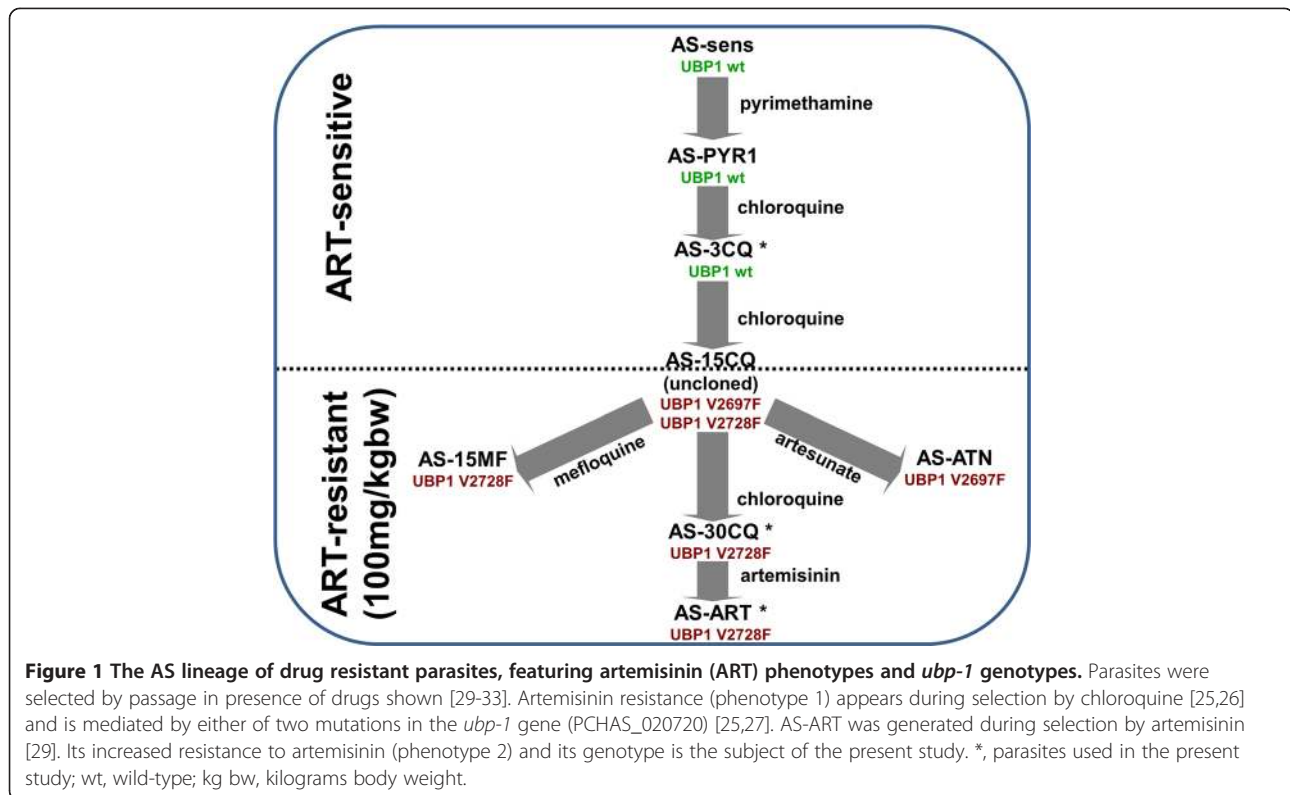 ART-sensitive
AS-sens
UBP1 wt
pyrimethamine
AS-PYR1
UBP1 wt
chloroquine
AS-3CQ *
UBP1 wt
chloroquine
AS-15CQ
(uncloned)
UBP1 V2697F
UBP1 V2728F
ART-resistant
(100mg/kgbw)
mefloquine
AS-15MF
UBP1 V2728F
artesunate
AS-ATN
UBP1 V2697F
chloroquine
AS-30CQ *
UBP1 V2728F
artemisinin
AS-ART *
UBP1 V2728F
Figure 1 The AS lineage of drug resistant parasites, featuring artemisinin (ART) phenotypes and ubp-1 genotypes. Parasites were
selected by passage in presence of drugs shown [29-33]. Artemisinin resistance (phenotype 1) appears during selection by chloroquine [25,26]
and is mediated by either of two mutations in the ubp-1 gene (PCHAS_020720) [25,27]. AS-ART was generated during selection by artemisinin
[29]. Its increased resistance to artemisinin (phenotype 2) and its genotype is the subject of the present study. *, parasites used in the present
study; wt, wild-type; kg bw, kilograms body weight.